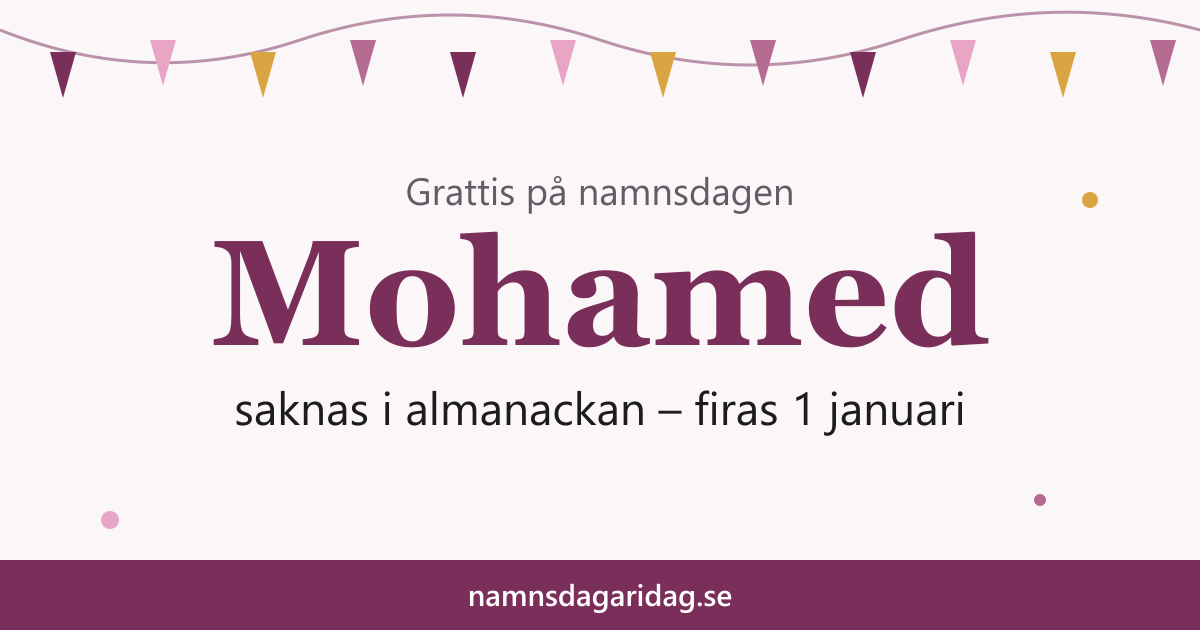 Grattis på namnsdagen
Mohamed
saknas i almanackan – firas 1 januari
namnsdagaridag.se